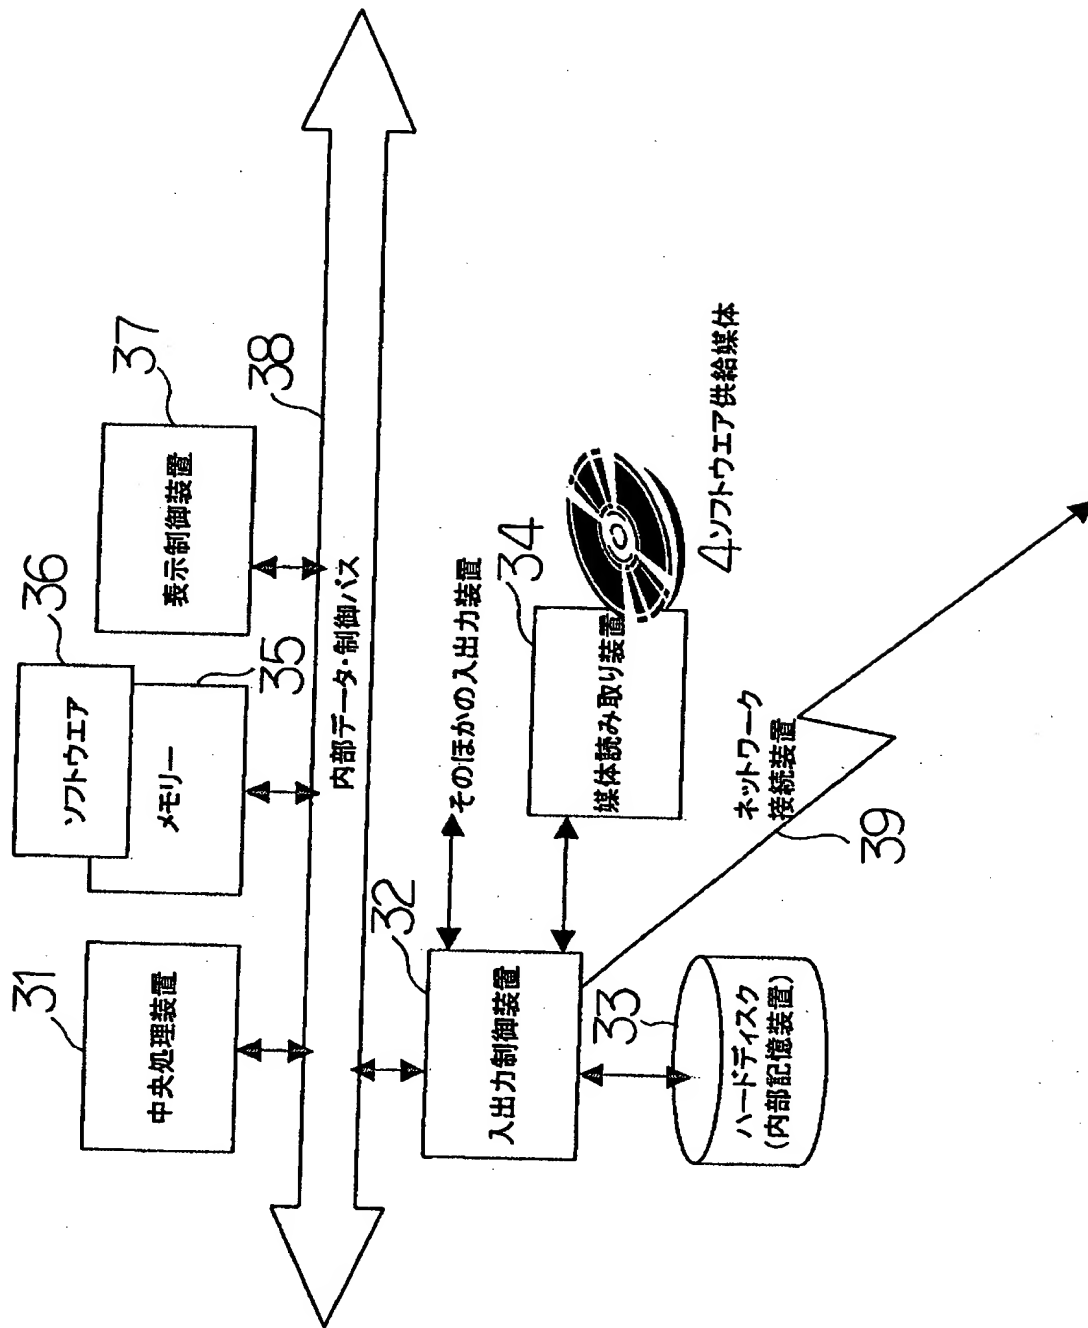 31
中央処理装置
36
ソフトウエア
メモリー
35
37
表示制御装置
38
内部データ・制御バス
32
入出力制御装置
そのほかの入出力装置
34
媒体読み取り装置
4ソフトウエア供給媒体
33
ハードディスク
(内部記憶装置)
ネットワーク
接続装置
39